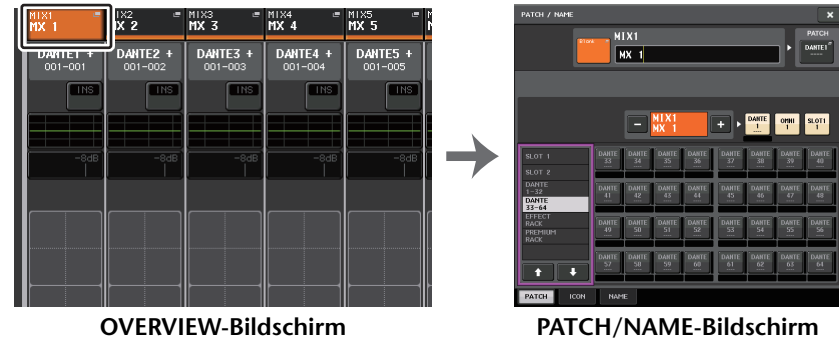 MIX1 MIX2 MIX3 MIX4 MIX5
MX 1 MX 2 MX 3 MX 4 MX 5
DANTE1 + DANTE2 + DANTE3 + DANTE4 + DANTE5 +
001-001 001-002 001-003 001-004 001-005
INS INS INS INS INS
-8dB -8dB -8dB -8dB -8dB
OVERVIEW-Bildschirm
PATCH / NAME
Blank MIX1 PATCH
MX 1 DANTE1
MIX1 DANTE 1 OMNI 1 SLOT1 1
- MX 1 +
SLOT 1
SLOT 2
DANTE
1-32
DANTE
33-64
EFFECT
RACK
PREMIUM
RACK
DANTE 33 DANTE 34 DANTE 35 DANTE 36 DANTE 37 DANTE 38 DANTE 39 DANTE 40
DANTE 41 DANTE 42 DANTE 43 DANTE 44 DANTE 45 DANTE 46 DANTE 47 DANTE 48
DANTE 49 DANTE 50 DANTE 51 DANTE 52 DANTE 53 DANTE 54 DANTE 55 DANTE 56
DANTE 57 DANTE 58 DANTE 59 DANTE 60 DANTE 61 DANTE 62 DANTE 63 DANTE 64
PATCH ICON NAME
PATCH/NAME-Bildschirm